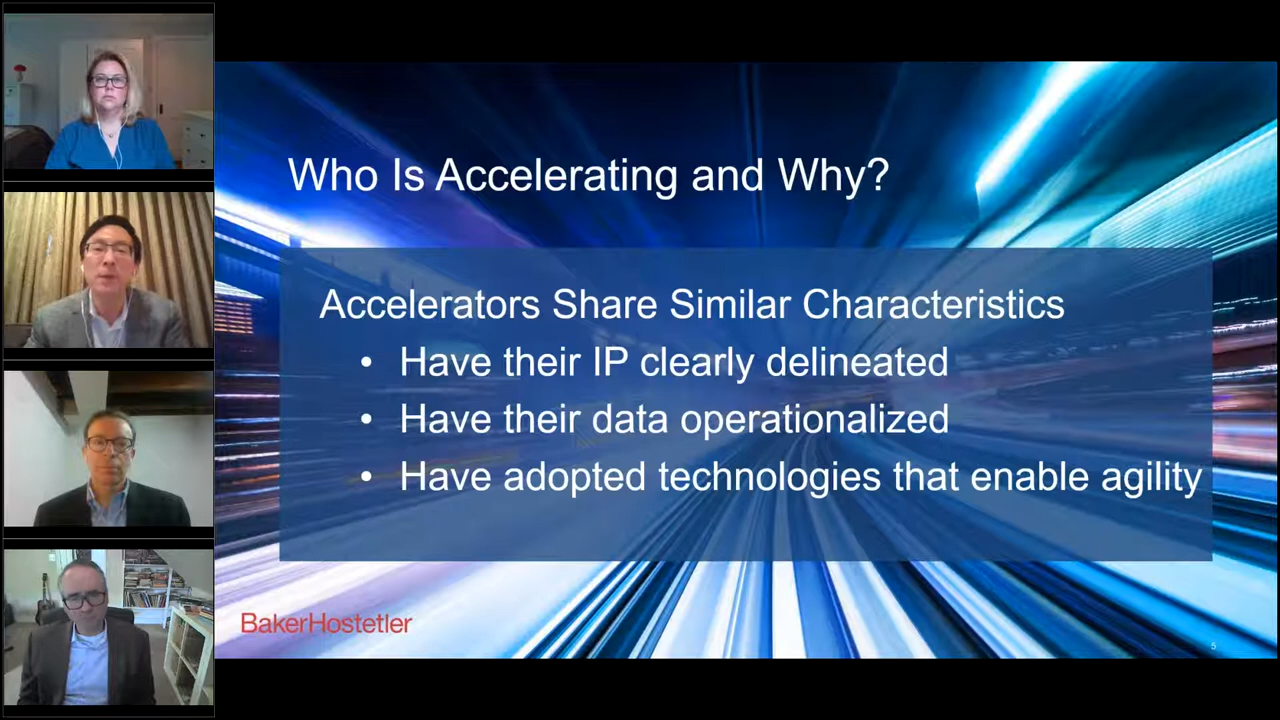 Who Is Accelerating and Why?
Accelerators Share Similar Characteristics
• Have their IP clearly delineated
• Have their data operationalized
• Have adopted technologies that enable agility
BakerHostetler
5